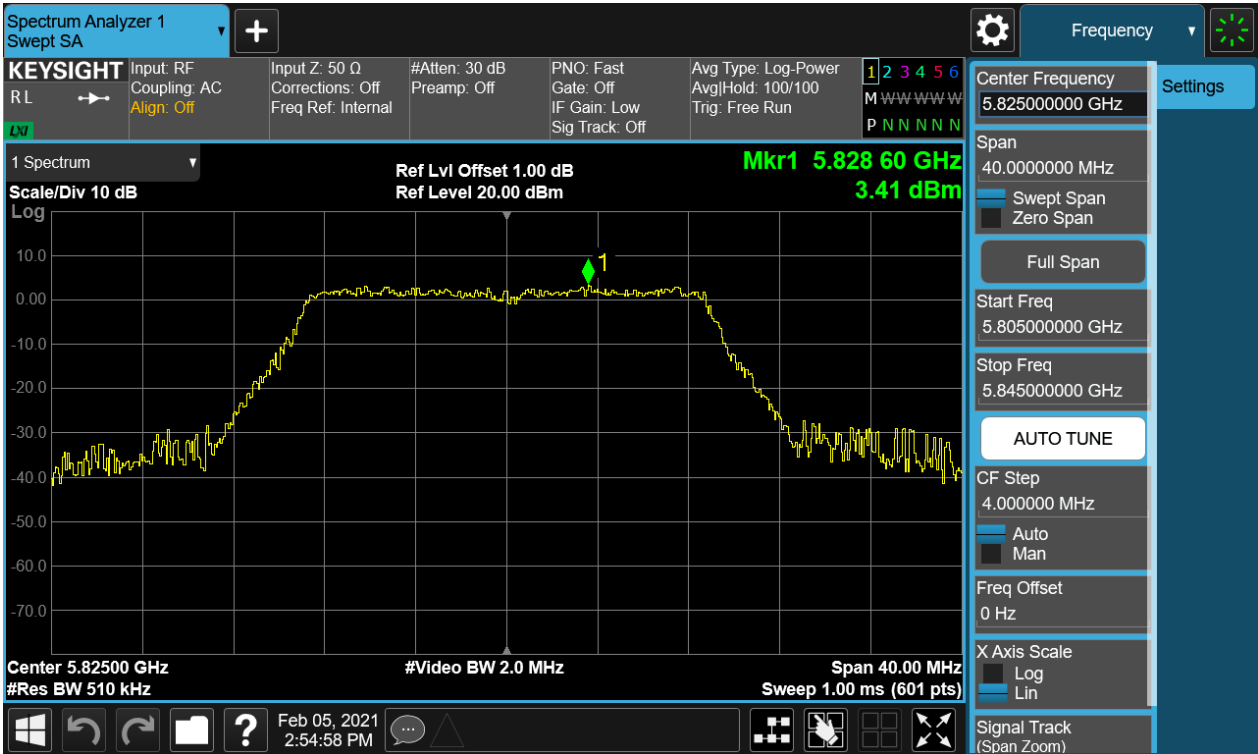 Spectrum Analyzer 1
Swept SA
Frequency
KEYSIGHT
R L
LXI
Input: RF
Coupling: AC
Align: Off
Input Z: 50 Ω
Corrections: Off
Freq Ref: Internal
#Atten: 30 dB
Preamp: Off
PNO: Fast
Gate: Off
IF Gain: Low
Sig Track: Off
Avg Type: Log-Power
Avg|Hold: 100/100
Trig: Free Run
1 2 3 4 5 6
M W W W W W
P N N N N N
1 Spectrum
Scale/Div 10 dB
Ref Lvl Offset 1.00 dB
Ref Level 20.00 dBm
Mkr1 5.828 60 GHz
3.41 dBm
Log
10.0
0.00
-10.0
-20.0
-30.0
-40.0
-50.0
-60.0
-70.0
1
Center 5.82500 GHz
#Res BW 510 kHz
#Video BW 2.0 MHz
Span 40.00 MHz
Sweep 1.00 ms (601 pts)
Center Frequency
5.825000000 GHz
Span
40.0000000 MHz
Swept Span
Zero Span
Full Span
Start Freq
5.805000000 GHz
Stop Freq
5.845000000 GHz
AUTO TUNE
CF Step
4.000000 MHz
Auto
Man
Freq Offset
0 Hz
X Axis Scale
Log
Lin
Signal Track
(Span Zoom)
Settings
?
Feb 05, 2021
2:54:58 PM